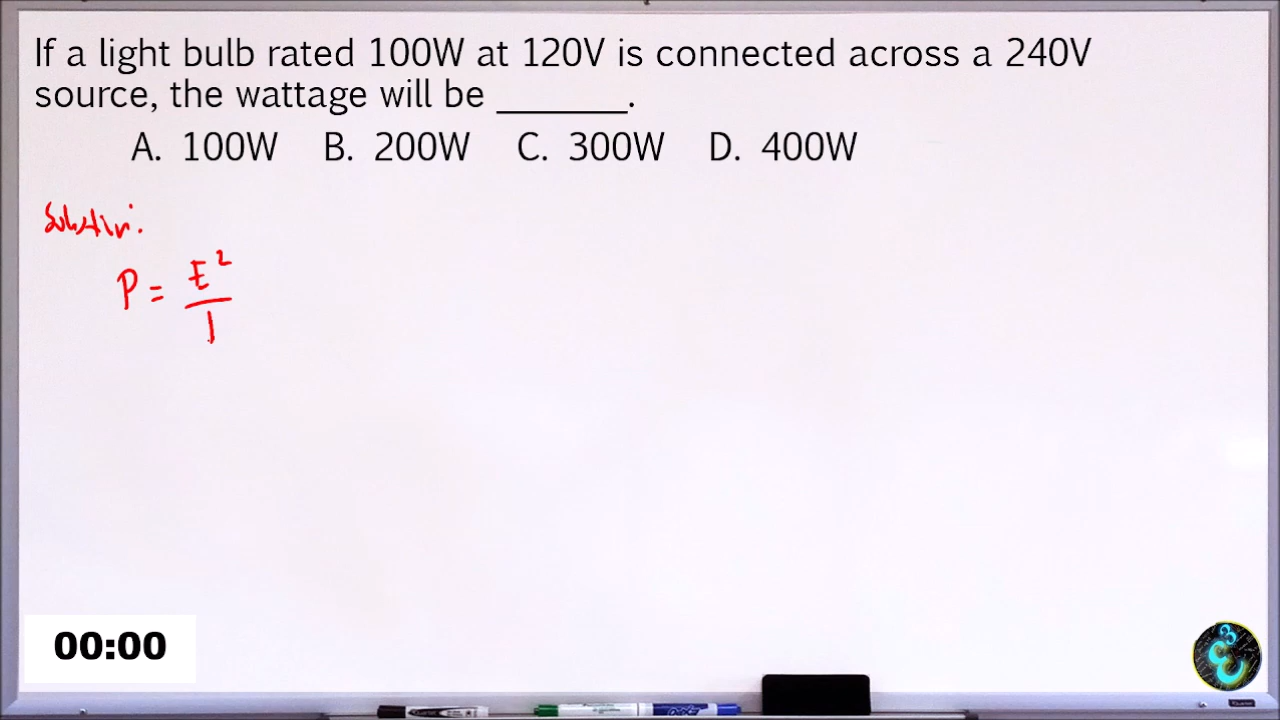 If a light bulb rated 100W at 120V is connected across a 240V
source, the wattage will be _______.
A. 100W B. 200W C. 300W D. 400W
Solution:
P = E²
00:00